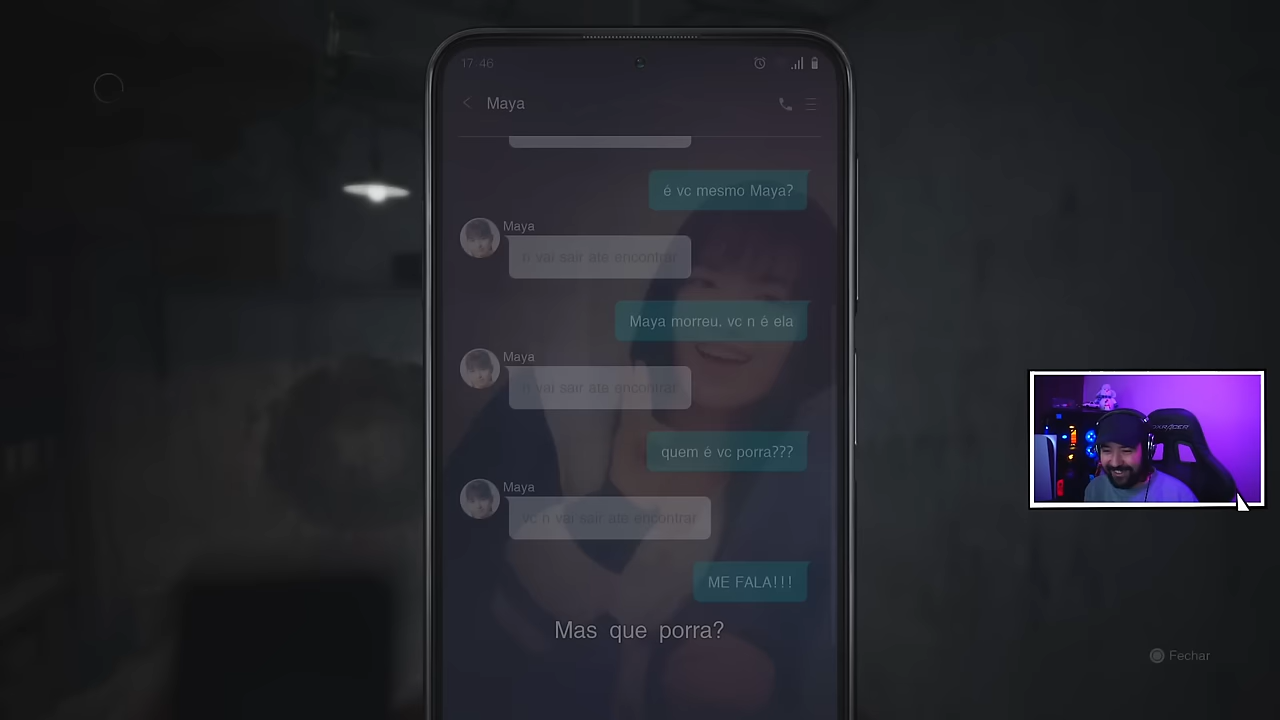 17:46
Maya
é vc mesmo Maya?
Maya
n vai sair ate encontrar
Maya morreu. vc n é ela
Maya
n vai sair ate encontrar
quem é vc porra???
Maya
vc n vai sair ate encontrar
ME FALA!!!
Mas que porra?
Fechar